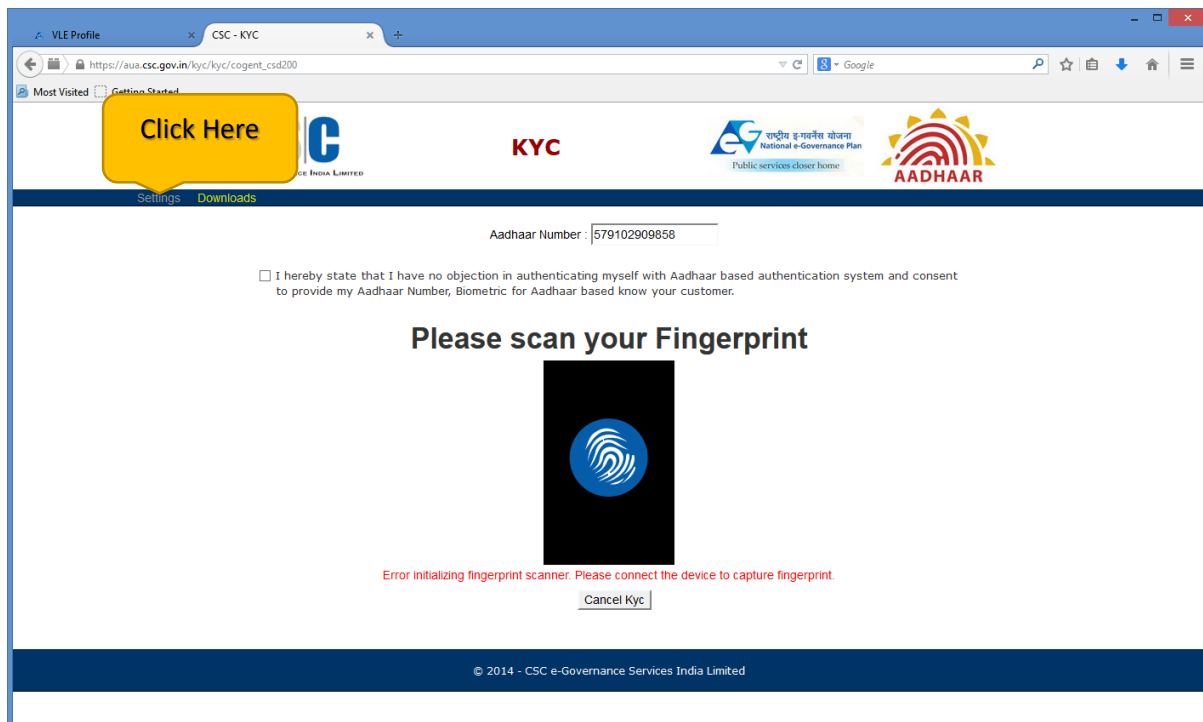 VLE Profile
CSC - KYC
https://aua.csc.gov.in/kyc/kyc/cogent_csd200
Google
Most Visited
Getting Started
Click Here
C
CE INDIA LIMITED
KYC
राष्ट्रीय इ-गवर्नेंस योजना
National e-Governance Plan
Public services closer home
AADHAAR
Settings Downloads
Aadhaar Number : 579102909858
I hereby state that I have no objection in authenticating myself with Aadhaar based authentication system and consent
to provide my Aadhaar Number, Biometric for Aadhaar based know your customer.
Please scan your Fingerprint
Error initializing fingerprint scanner. Please connect the device to capture fingerprint.
Cancel Kyc
© 2014 - CSC e-Governance Services India Limited